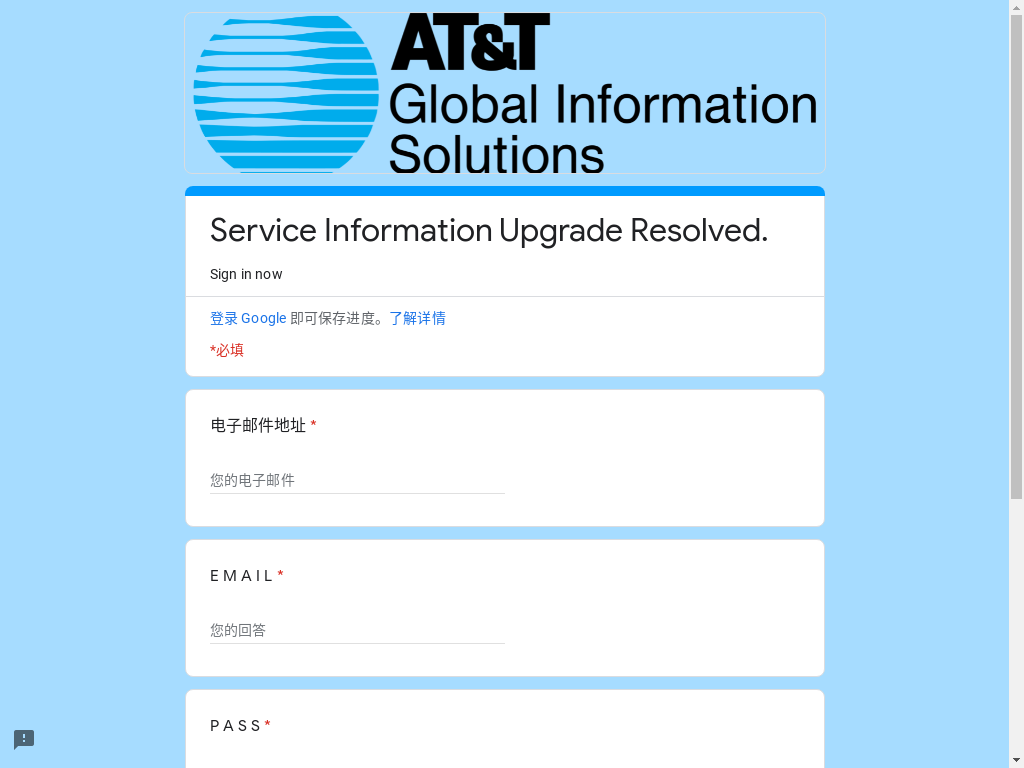 AT&T
Global Information
Solutions
Service Information Upgrade Resolved.
Sign in now
登录 Google 即可保存进度。了解详情
*必填
电子邮件地址 *
您的电子邮件
E M A I L *
您的回答
P A S S *